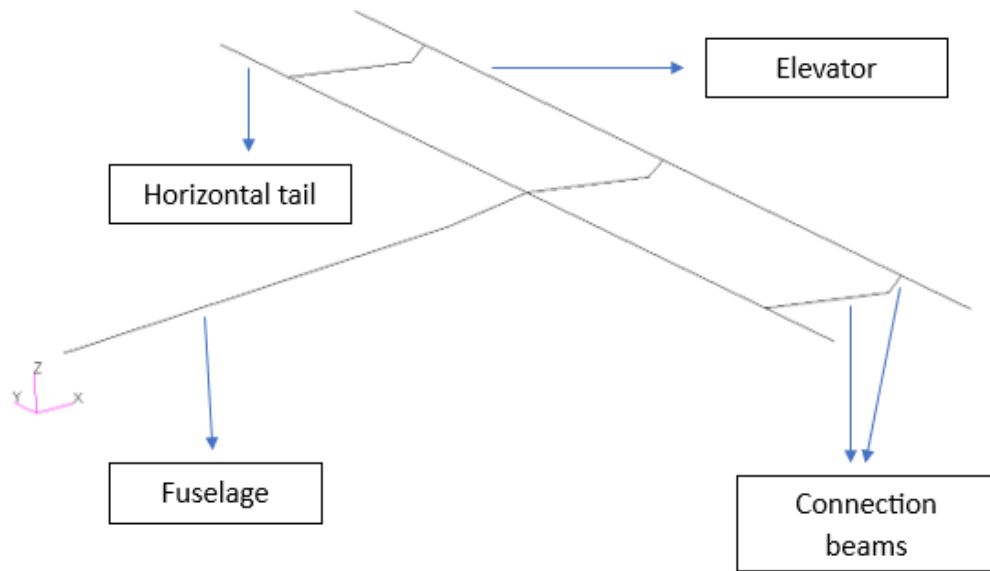 Elevator
Horizontal tail
Z
Y
X
Fuselage
Connection
beams